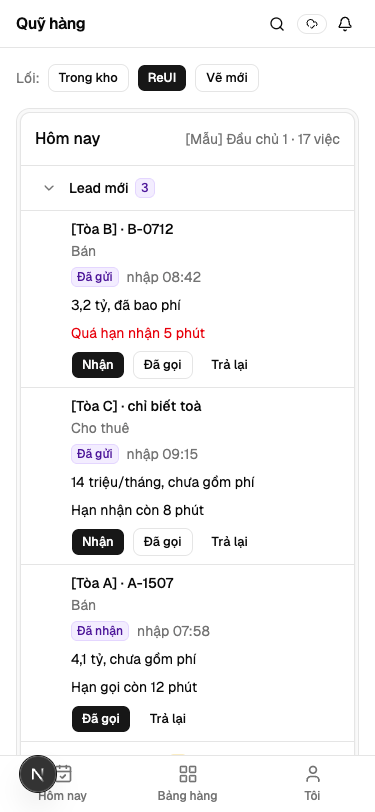 Quỹ hàng
Lối: Trong kho ReUI Vẽ mới
Hôm nay [Mẫu] Đầu chủ 1 · 17 việc
Lead mới 3
[Tòa B] · B-0712
Bán
Đã gửi nhập 08:42
3,2 tỷ, đã bao phí
Quá hạn nhận 5 phút
Nhận Đã gọi Trả lại
[Tòa C] · chỉ biết toà
Cho thuê
Đã gửi nhập 09:15
14 triệu/tháng, chưa gồm phí
Hạn nhận còn 8 phút
Nhận Đã gọi Trả lại
[Tòa A] · A-1507
Bán
Đã nhận nhập 07:58
4,1 tỷ, chưa gồm phí
Hạn gọi còn 12 phút
Đã gọi Trả lại
N
Hôm nay Bảng hàng Tôi